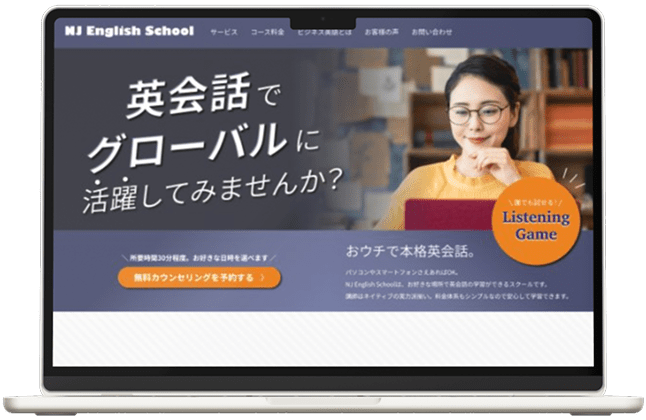 NJ English School
サービス
コース料金
ビジネス英語とは
お客様の声
お問い合わせ
英会話で
グローバルに
活躍してみませんか?
＼誰でも試せる!／
Listening
Game
＼ 所要時間30分程度。お好きな日時を選べます ／
無料カウンセリングを予約する 〉
おウチで本格英会話。
パソコンやスマートフォンさえあればOK。
NJ English Schoolは、お好きな場所で英会話の学習ができるスクールです。
講師はネイティブの実力派揃い。料金体系もシンプルなので安心して学習できます。